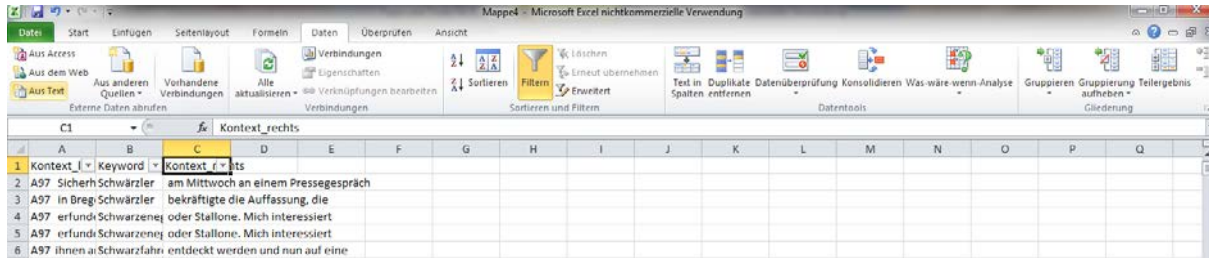 Mappe4 - Microsoft Excel nichtkommerzielle Verwendung
Datei Start Einfügen Seitenlayout Formeln Daten Überprüfen Ansicht
Aus Access
Aus dem Web
Aus Text
Aus anderen Quellen
Vorhandene Verbindungen
Externe Daten abrufen
Alle aktualisieren
Verbindungen
Eigenschaften
Verknüpfungen bearbeiten
Verbindungen
Sortieren
Filtern
Löschen
Erneut übernehmen
Erweitert
Sortieren und Filtern
Text in Spalten
Duplikate entfernen
Datenüberprüfung
Konsolidieren
Was-wäre-wenn-Analyse
Datentools
Gruppieren
Gruppierung aufheben
Teilergebnis
Gliederung
C1 fx Kontext_rechts
A B C D E F G H I J K L M N O P Q
1 Kontext_l Keyword Kontext_r hts
2 A97 Sicherh Schwärzler am Mittwoch an einem Pressegespräch
3 A97 in Breg Schwärzler bekräftigte die Auffassung, die
4 A97 erfund Schwarzene oder Stallone. Mich interessiert
5 A97 erfund Schwarzene oder Stallone. Mich interessiert
6 A97 ihnen a Schwarzfahr entdeckt werden und nun auf eine